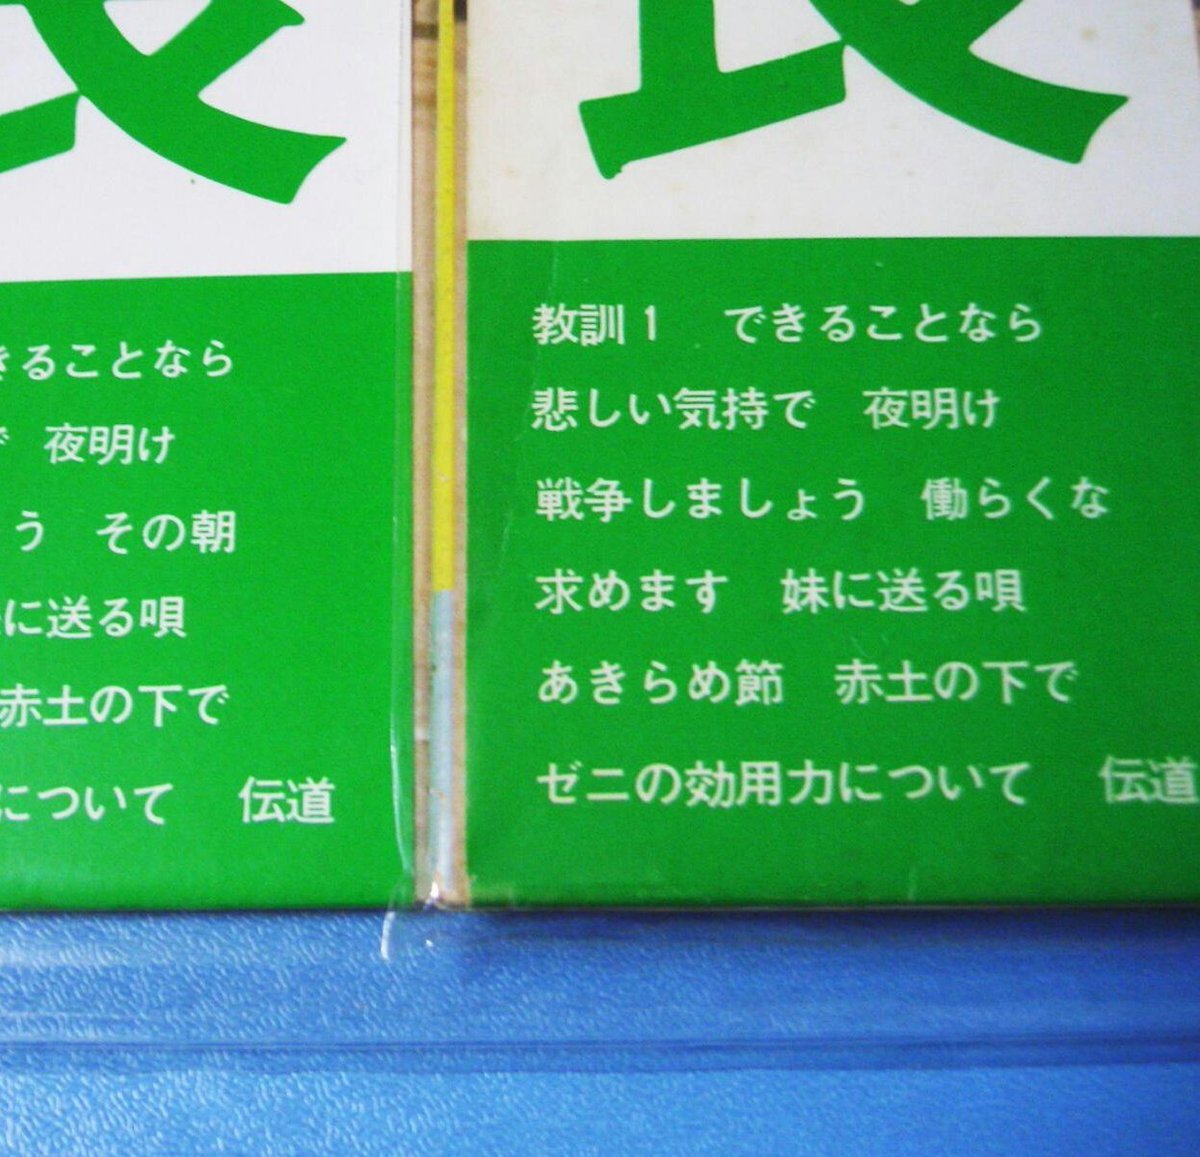 きることなら
で 夜明け
ょう その朝
に送る唄
赤土の下で
について 伝道
教訓1 できることなら
悲しい気持で 夜明け
戦争しましょう 働らくな
求めます 妹に送る唄
あきらめ節 赤土の下で
ゼニの効用力について 伝道